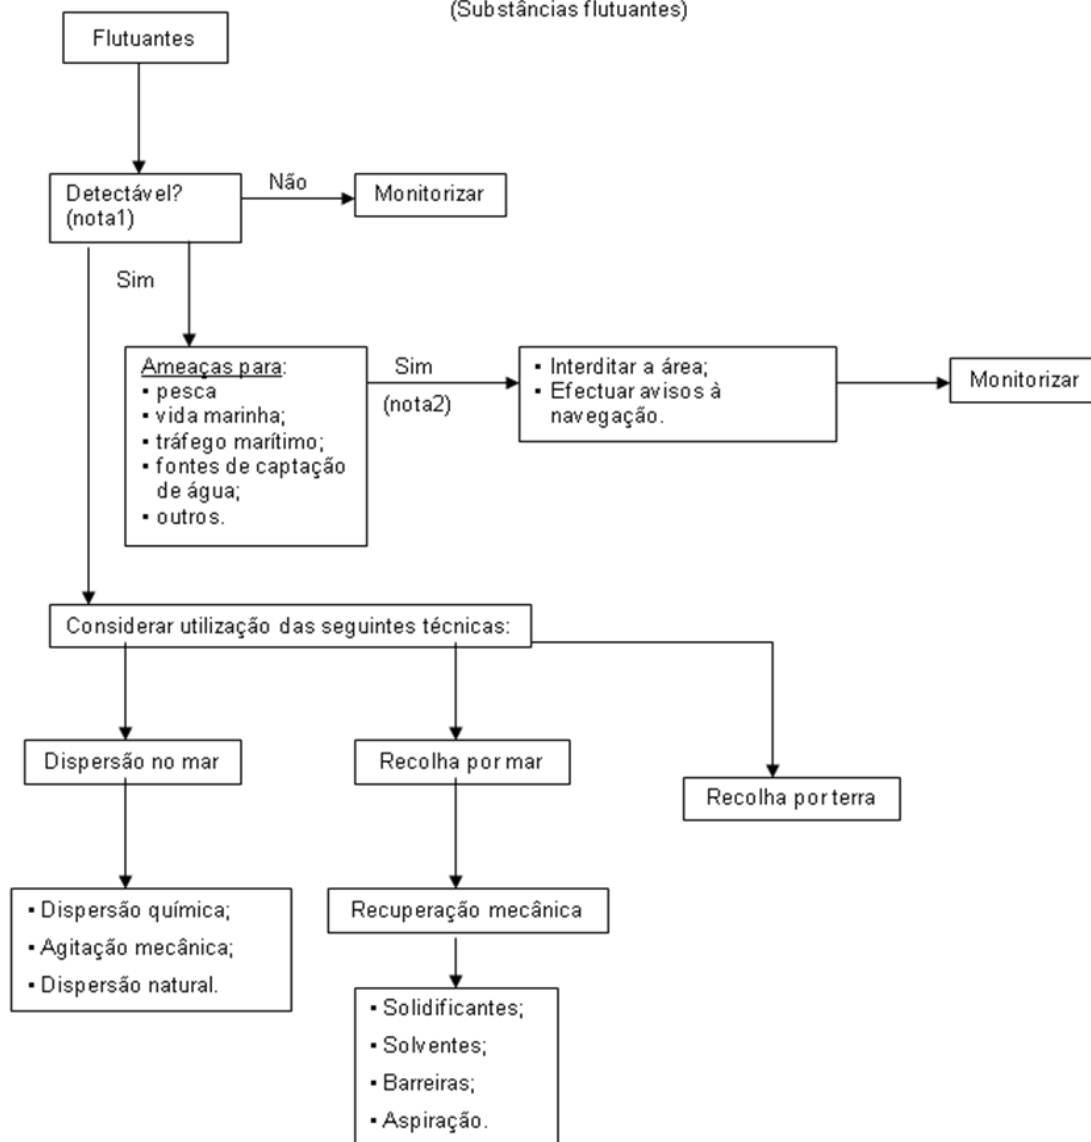 (Substâncias flutuantes)
Flutuantes
Detectável?
(nota1)
Não
Monitorizar
Sim
Ameaças para:
▪ pesca
▪ vida marinha;
▪ tráfego marítimo;
▪ fontes de captação
de água;
▪ outros.
Sim
(nota2)
▪ Interditar a área;
▪ Efectuar avisos à
navegação.
Monitorizar
Considerar utilização das seguintes técnicas:
Dispersão no mar
Recolha por mar
Recolha por terra
▪ Dispersão química;
▪ Agitação mecânica;
▪ Dispersão natural.
Recuperação mecânica
▪ Solidificantes;
▪ Solventes;
▪ Barreiras;
▪ Aspiração.